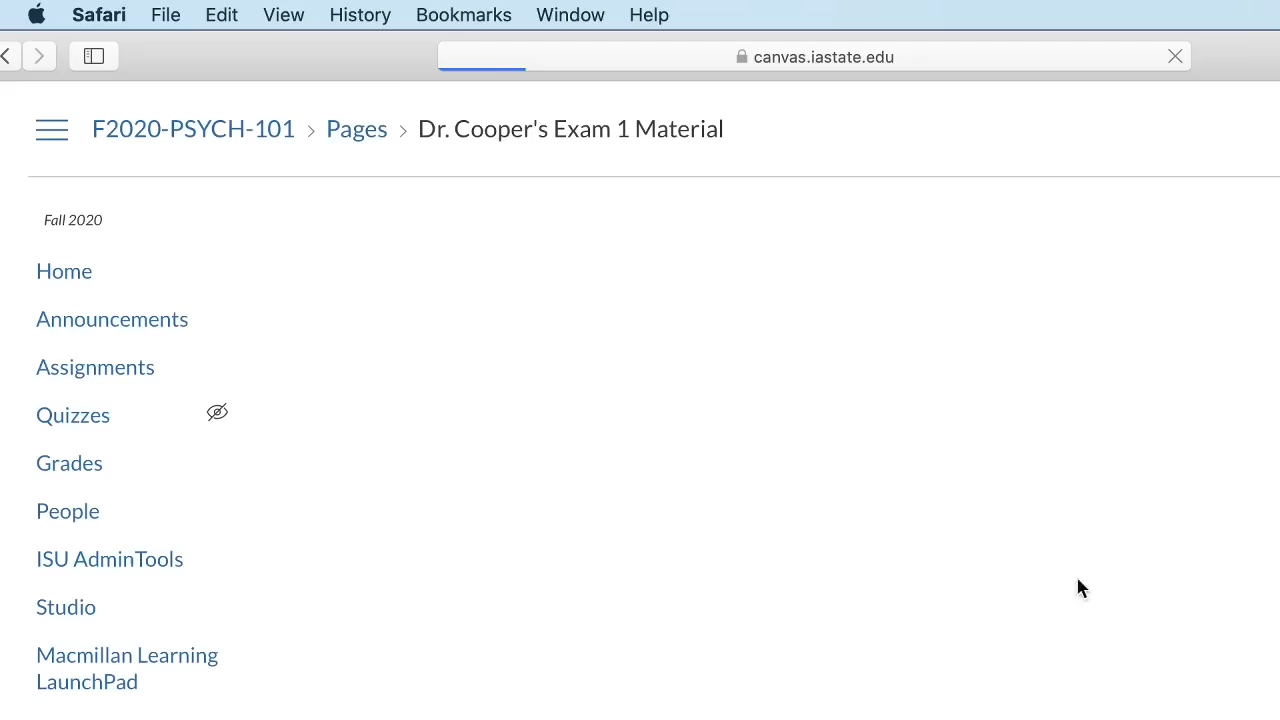 Safari File Edit View History Bookmarks Window Help
canvas.iastate.edu
F2020-PSYCH-101 > Pages > Dr. Cooper's Exam 1 Material
Fall 2020
Home
Announcements
Assignments
Quizzes
Grades
People
ISU AdminTools
Studio
Macmillan Learning
LaunchPad